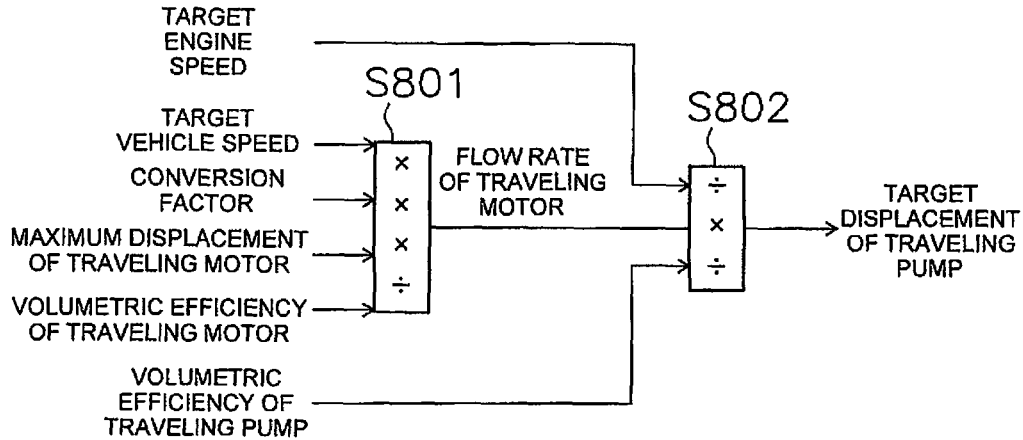 TARGET
ENGINE
SPEED
S801
TARGET
VEHICLE SPEED
CONVERSION
FACTOR
MAXIMUM DISPLACEMENT
OF TRAVELING MOTOR
VOLUMETRIC EFFICIENCY
OF TRAVELING MOTOR
VOLUMETRIC
EFFICIENCY OF
TRAVELING PUMP
×
×
×
÷
FLOW RATE
OF TRAVELING
MOTOR
S802
÷
×
÷
TARGET
DISPLACEMENT
OF TRAVELING
PUMP